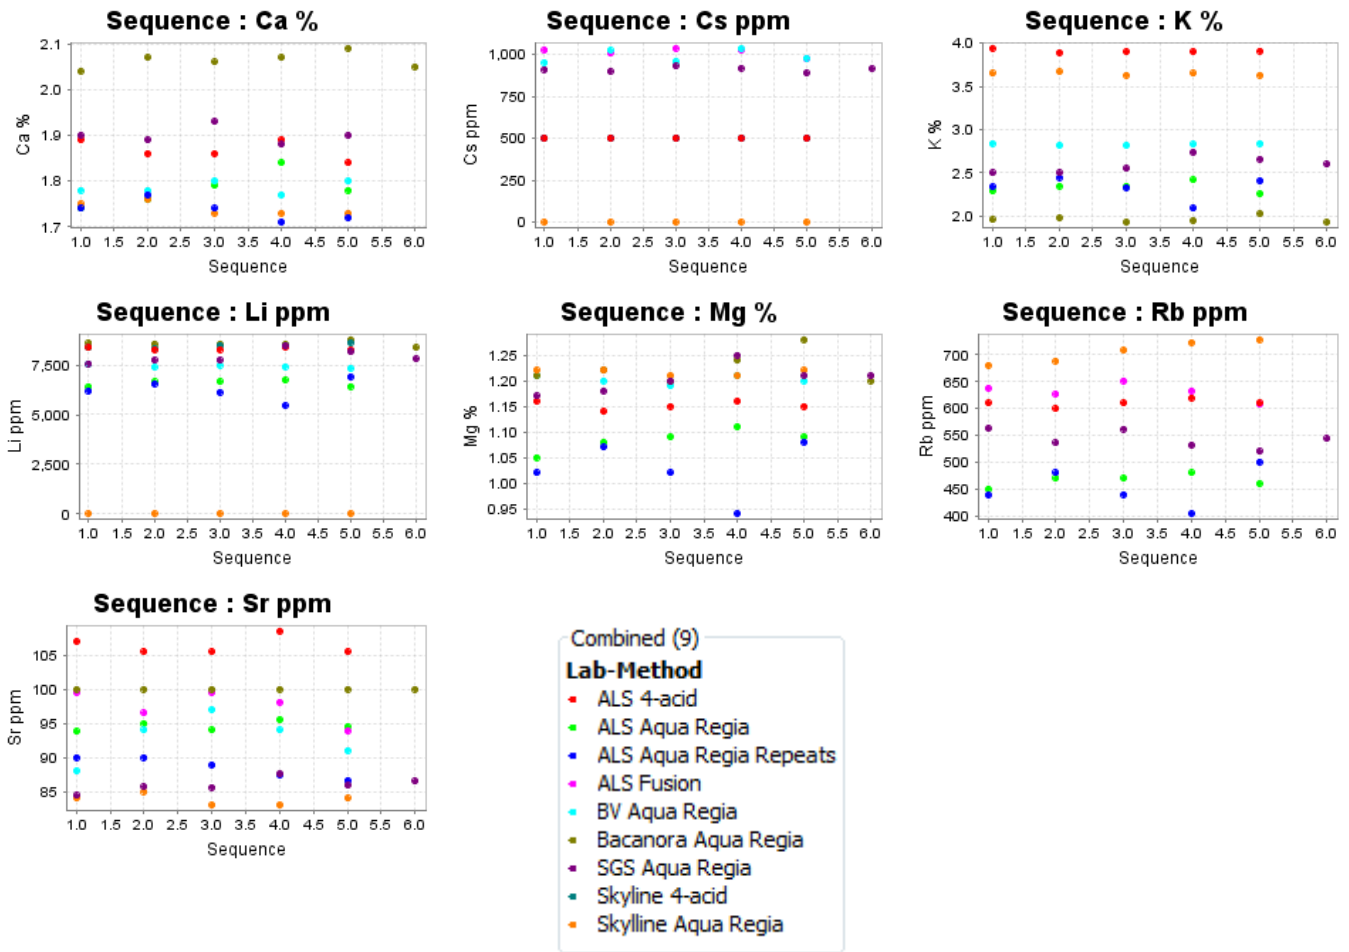 Sequence : Ca %
2.1
2.0
1.9
1.8
1.7
Ca %
1.0 1.5 2.0 2.5 3.0 3.5 4.0 4.5 5.0 5.5 6.0
Sequence
Sequence : Cs ppm
1,000
750
500
250
0
Cs ppm
1.0 1.5 2.0 2.5 3.0 3.5 4.0 4.5 5.0 5.5 6.0
Sequence
Sequence : K %
4.0
3.5
3.0
2.5
2.0
K %
1.0 1.5 2.0 2.5 3.0 3.5 4.0 4.5 5.0 5.5 6.0
Sequence
Sequence : Li ppm
7,500
5,000
2,500
0
Li ppm
1.0 1.5 2.0 2.5 3.0 3.5 4.0 4.5 5.0 5.5 6.0
Sequence
Sequence : Mg %
1.25
1.20
1.15
1.10
1.05
1.00
0.95
Mg %
1.0 1.5 2.0 2.5 3.0 3.5 4.0 4.5 5.0 5.5 6.0
Sequence
Sequence : Rb ppm
700
650
600
550
500
450
400
Rb ppm
1.0 1.5 2.0 2.5 3.0 3.5 4.0 4.5 5.0 5.5 6.0
Sequence
Sequence : Sr ppm
105
100
95
90
85
Sr ppm
1.0 1.5 2.0 2.5 3.0 3.5 4.0 4.5 5.0 5.5 6.0
Sequence
Combined (9)
Lab-Method
ALS 4-acid
ALS Aqua Regia
ALS Aqua Regia Repeats
ALS Fusion
BV Aqua Regia
Bacanora Aqua Regia
SGS Aqua Regia
Skyline 4-acid
Skylline Aqua Regia